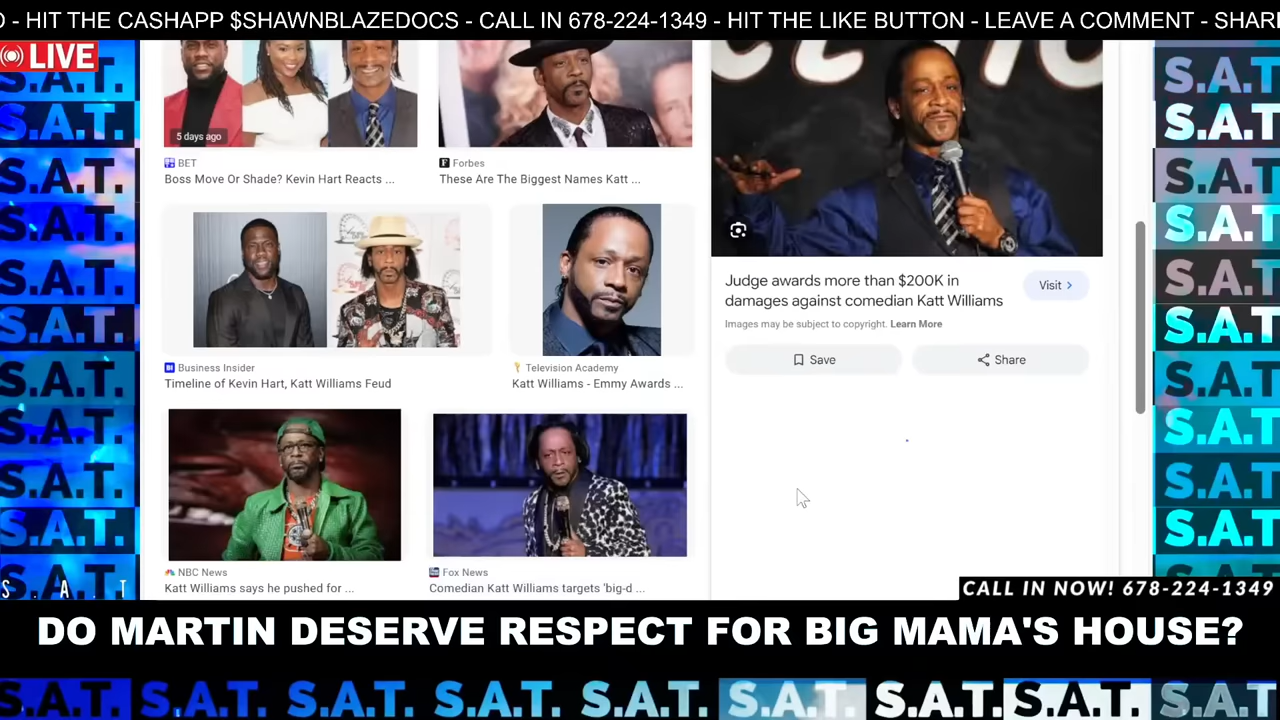 O - HIT THE CASHAPP $SHAWNBLAZEDOCS - CALL IN 678-224-1349 - HIT THE LIKE BUTTON - LEAVE A COMMENT - SHAR
LIVE
5 days ago
BET
Boss Move Or Shade? Kevin Hart Reacts ...
Forbes
These Are The Biggest Names Katt ...
Business Insider
Timeline of Kevin Hart, Katt Williams Feud
Television Academy
Katt Williams - Emmy Awards ...
NBC News
Katt Williams says he pushed for ...
Fox News
Comedian Katt Williams targets 'big-d ...
Judge awards more than $200K in
damages against comedian Katt Williams
Visit >
Images may be subject to copyright. Learn More
Save
Share
S.A.T.
S.A.T.
S.A.T.
S.A.T.
S.A.T.
S.A.T.
S.A.T.
S.A.T.
S.A.T.
S.A.T.
S.A.T.
S.A.T
S.A.T
S.A.T
S.A.T
S.A.T
S.A.T
S.A.T
S.A.T
S.A.T
S.A.T
S. A. T
CALL IN NOW! 678-224-1349
DO MARTIN DESERVE RESPECT FOR BIG MAMA'S HOUSE?
S.A.T. S.A.T. S.A.T. S.A.T. S.A.T. S.A.T. S.A.T. S.A.T. S.A.T